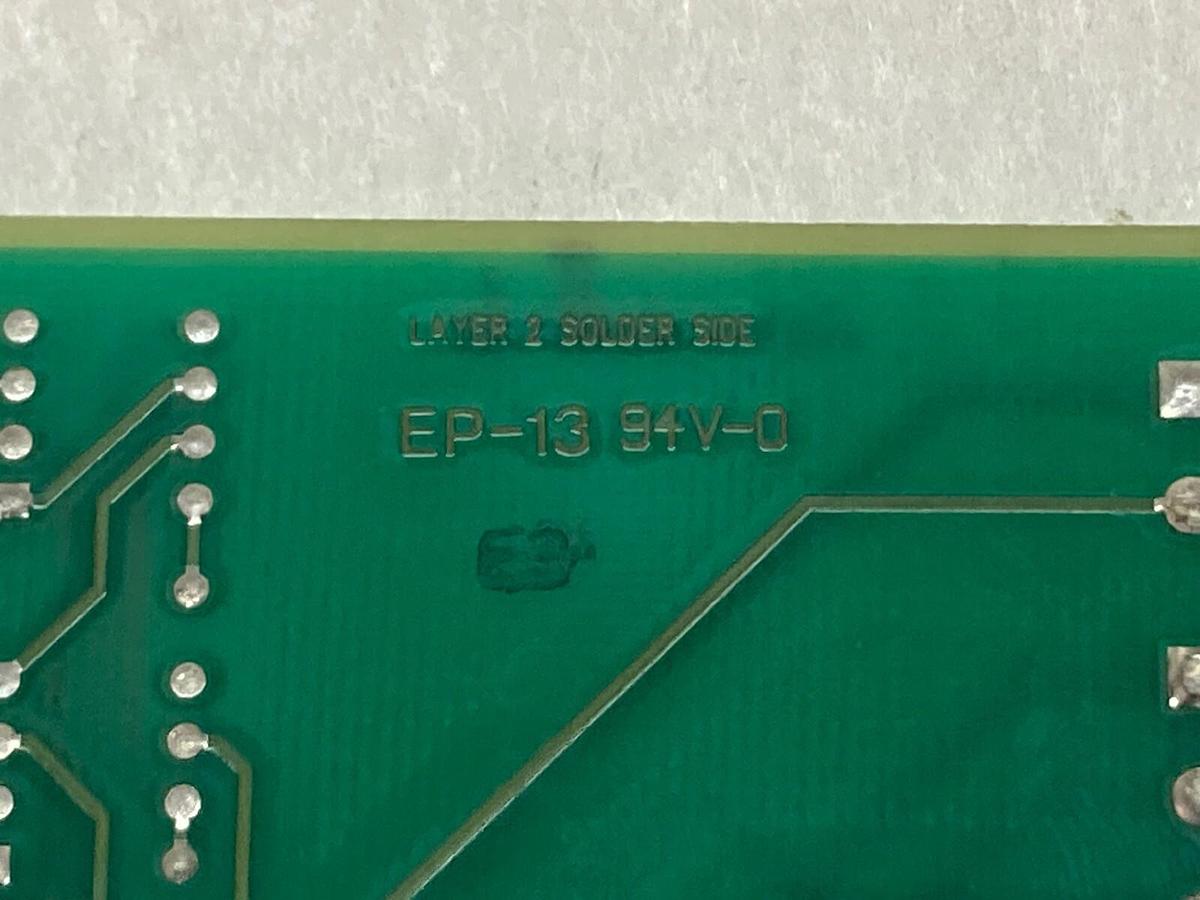 LAYER 2 SOLDER SIDE
EP-13 94V-0